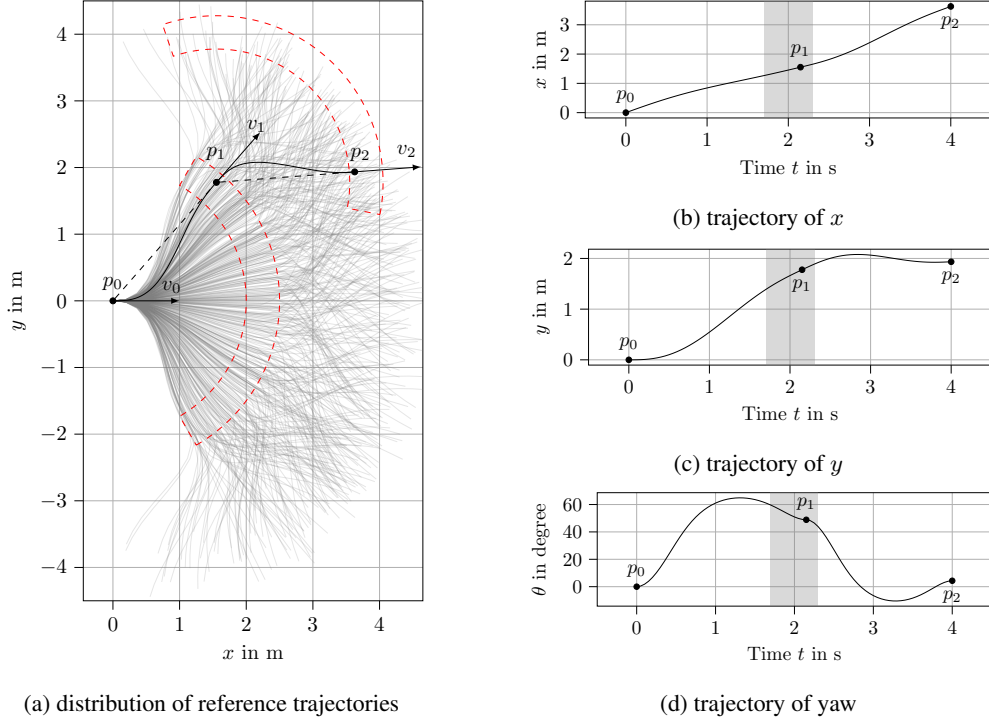 4
3
2
1
0
−1
−2
−3
−4
y in m
0 1 2 3 4
x in m
p₀
v₀
p₁
v₁
p₂
v₂
(a) distribution of reference trajectories
3
2
1
0
x in m
p₀
p₁
p₂
0 1 2 3 4
Time t in s
(b) trajectory of x
2
1
0
y in m
p₀
p₁
p₂
0 1 2 3 4
Time t in s
(c) trajectory of y
60
40
20
0
θ in degree
p₀
p₁
p₂
0 1 2 3 4
Time t in s
(d) trajectory of yaw